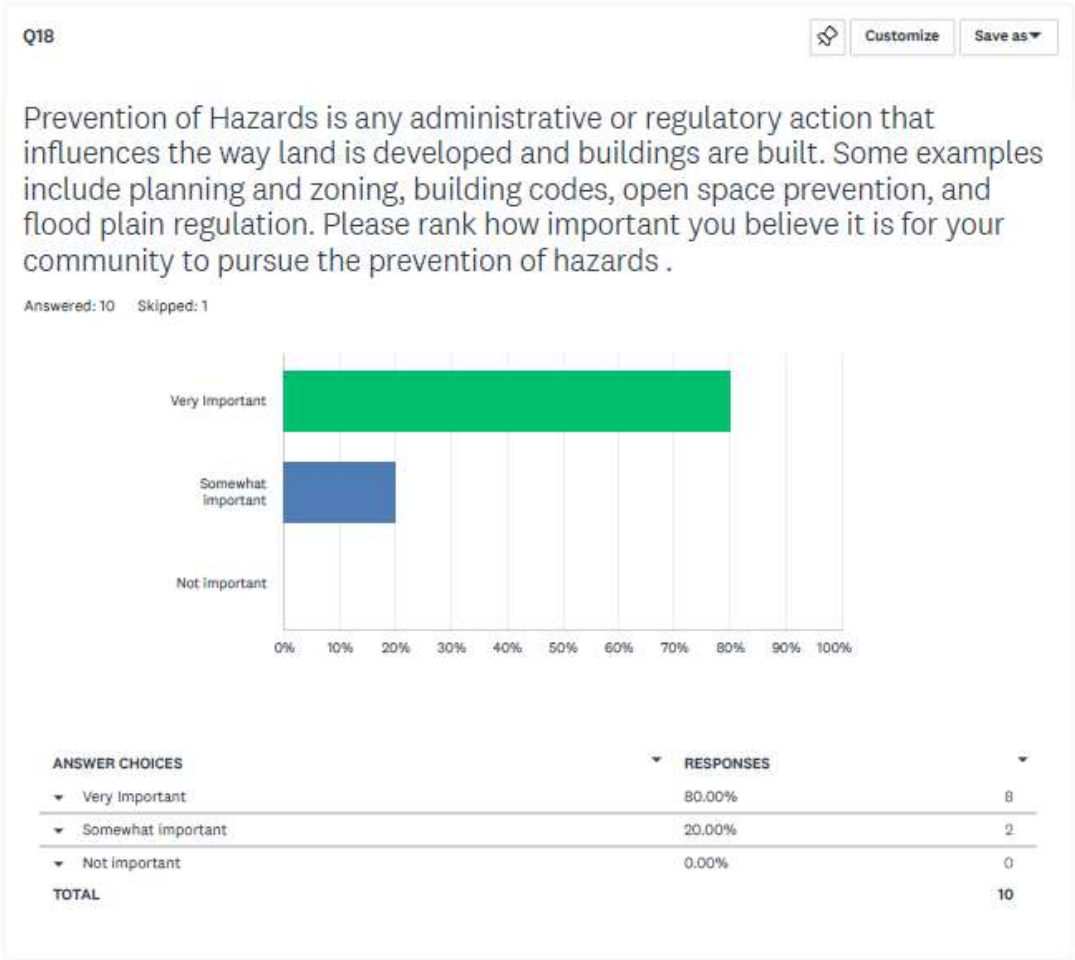 Q18
Customize
Save as
Prevention of Hazards is any administrative or regulatory action that
influences the way land is developed and buildings are built. Some examples
include planning and zoning, building codes, open space prevention, and
flood plain regulation. Please rank how important you believe it is for your
community to pursue the prevention of hazards .
Answered: 10 Skipped: 1
Very Important
Somewhat
important
Not important
0% 10% 20% 30% 40% 50% 60% 70% 80% 90% 100%
ANSWER CHOICES RESPONSES
Very Important 80.00% 8
Somewhat important 20.00% 2
Not important 0.00% 0
TOTAL 10